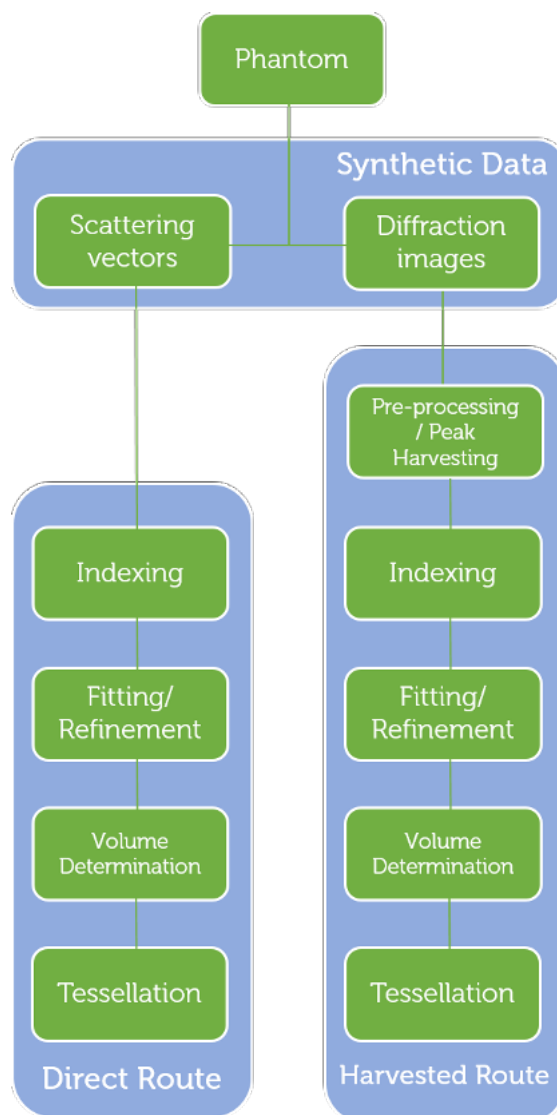 Phantom
Synthetic Data
Scattering
vectors
Diffraction
images
Indexing
Fitting/
Refinement
Volume
Determination
Tessellation
Direct Route
Pre-processing
/ Peak
Harvesting
Indexing
Fitting/
Refinement
Volume
Determination
Tessellation
Harvested Route